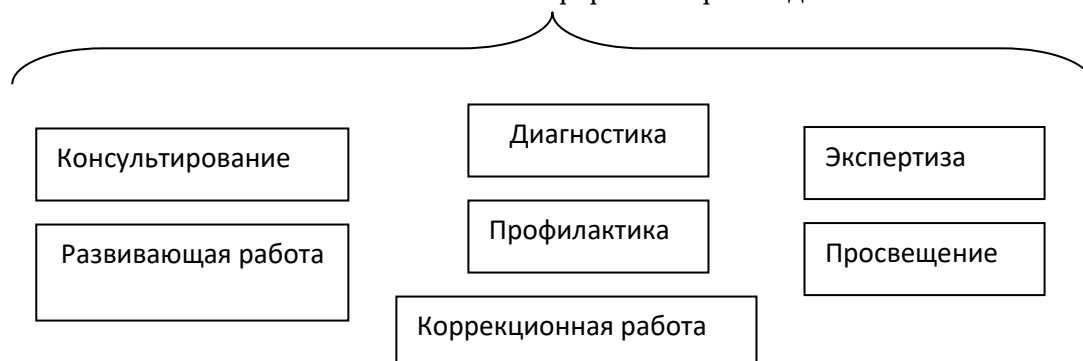 Диагностика
Консультирование
Экспертиза
Профилактика
Развивающая работа
Просвещение
Коррекционная работа